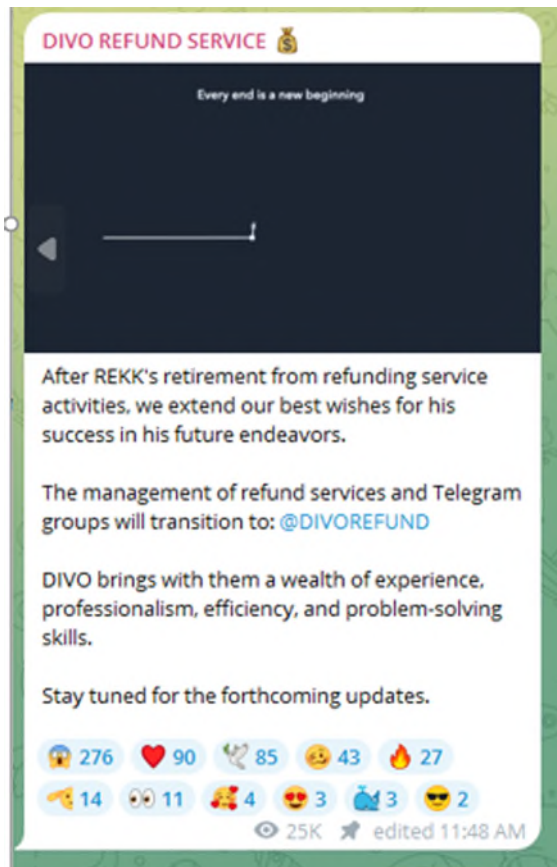 DIVO REFUND SERVICE 💰
Every end is a new beginning
After REKK's retirement from refunding service
activities, we extend our best wishes for his
success in his future endeavors.
The management of refund services and Telegram
groups will transition to: @DIVOREFUND
DIVO brings with them a wealth of experience,
professionalism, efficiency, and problem-solving
skills.
Stay tuned for the forthcoming updates.
😱 276 ❤️ 90 🕊 85 🥴 43 🔥 27
🫡 14 👀 11 🥰 4 😍 3 🐳 3 😎 2
25K edited 11:48 AM